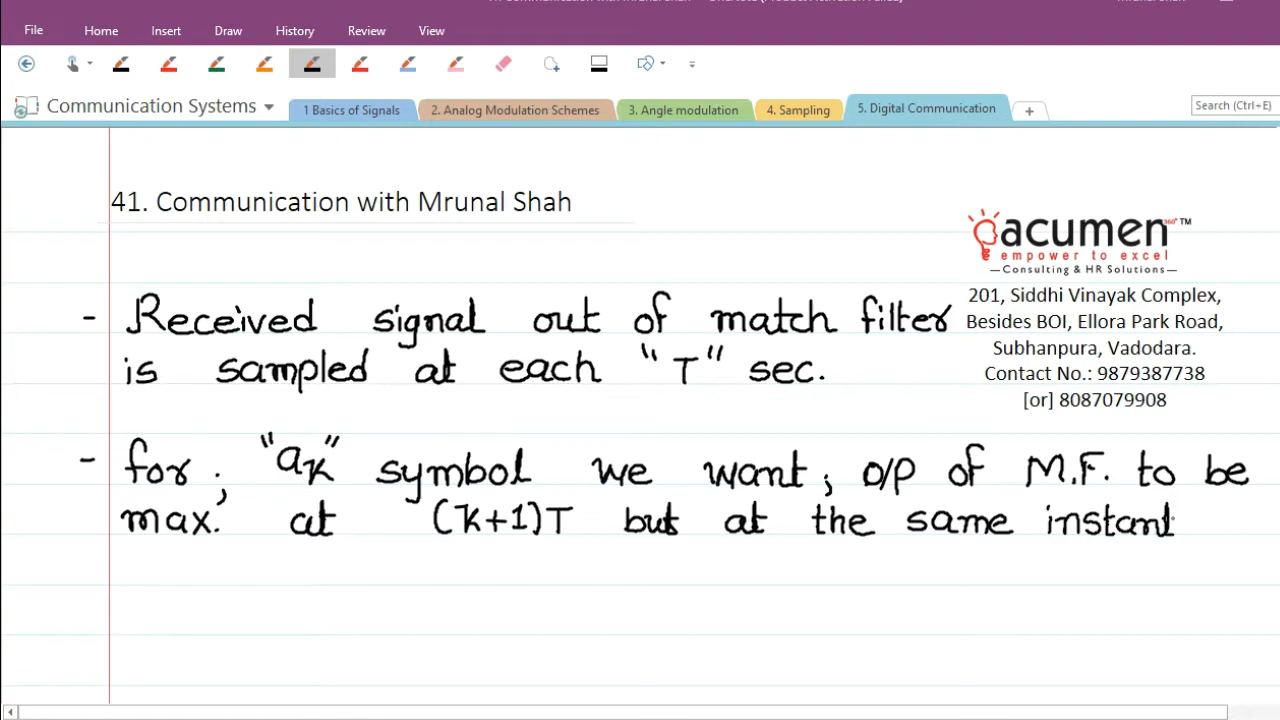 File Home Insert Draw History Review View
Communication Systems 1 Basics of Signals 2. Analog Modulation Schemes 3. Angle modulation 4. Sampling 5. Digital Communication + Search (Ctrl+E)
41. Communication with Mrunal Shah
acumen 360° ™
empower to excel
—Consulting & HR Solutions—
201, Siddhi Vinayak Complex,
Besides BOI, Ellora Park Road,
Subhanpura, Vadodara.
Contact No.: 9879387738
[or] 8087079908
- Received signal out of match filter
is sampled at each "T" sec.
- for ; "aK" symbol we want ; o/p of M.F. to be
max. at (K+1)T but at the same instant